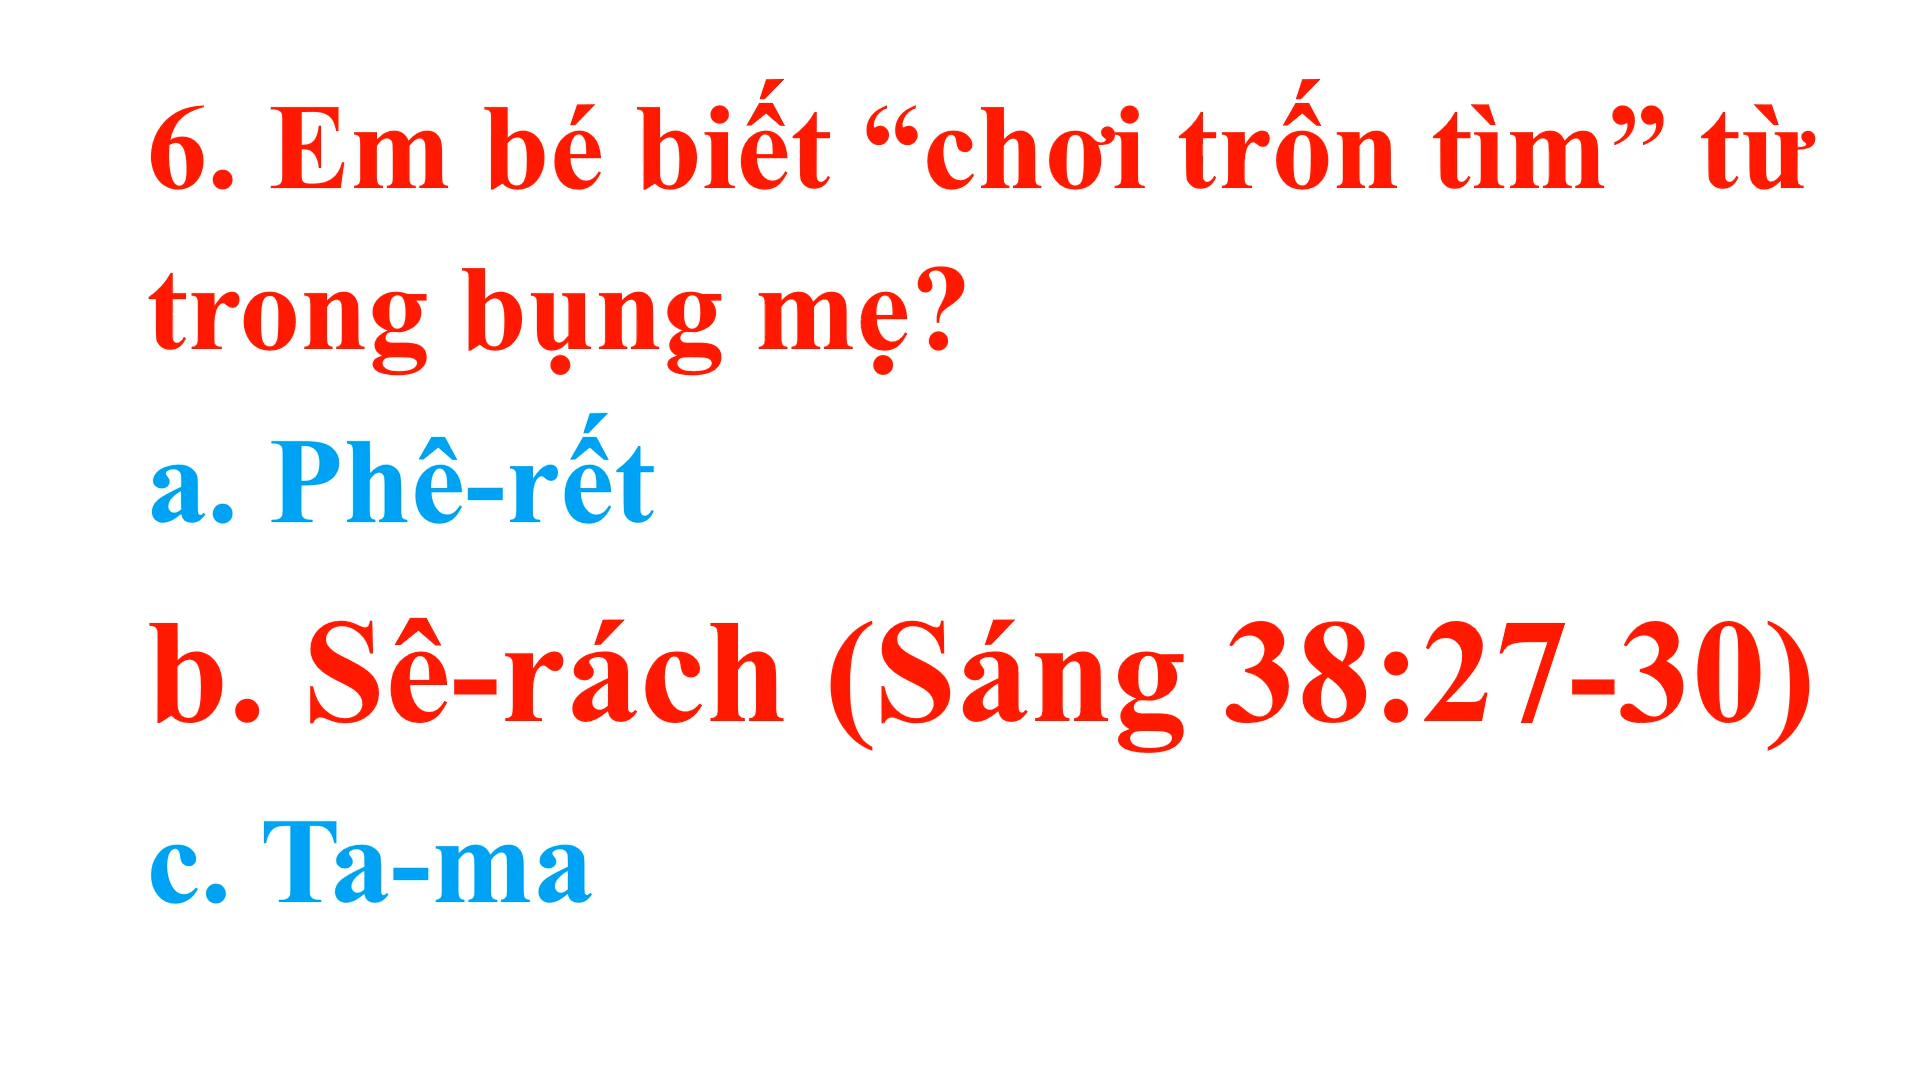 6. Em bé biết “chơi trốn tìm” từ
trong bụng mẹ?
a. Phê-rết
b. Sê-rách (Sáng 38:27-30)
c. Ta-ma